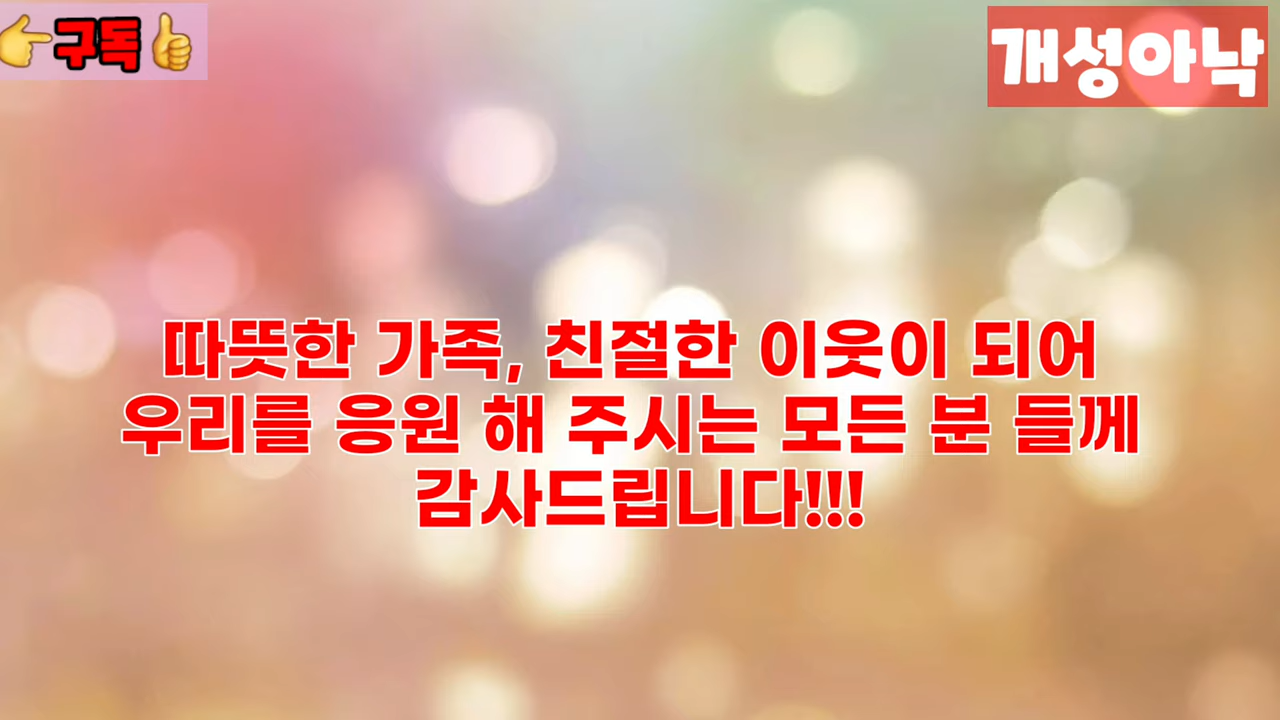 👉구독👍
개성아낙
따뜻한 가족, 친절한 이웃이 되어
우리를 응원 해 주시는 모든 분 들께
감사드립니다!!!